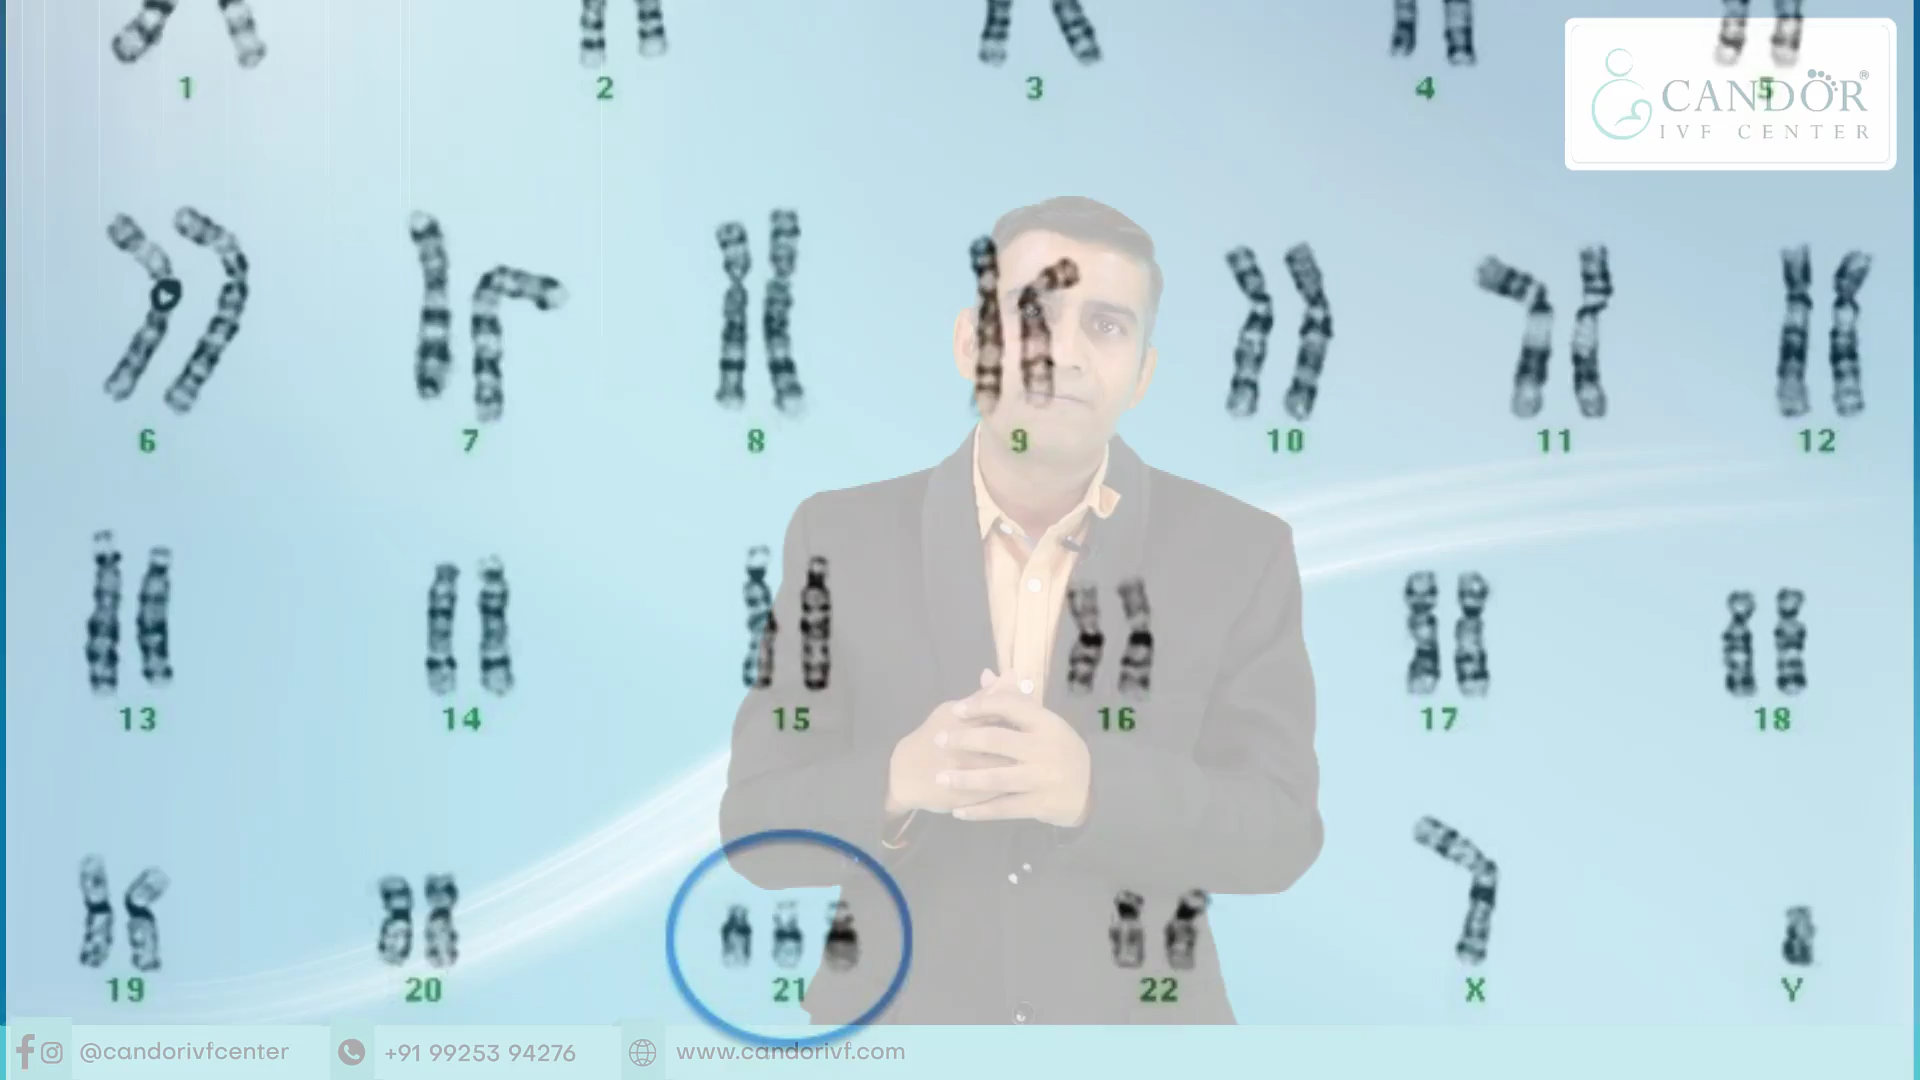 1 2 3 4 5
CANDOR®
IVF CENTER
6 7 8 9 10 11 12
13 14 15 16 17 18
19 20 21 22 X Y
@candorivfcenter +91 99253 94276 www.candorivf.com